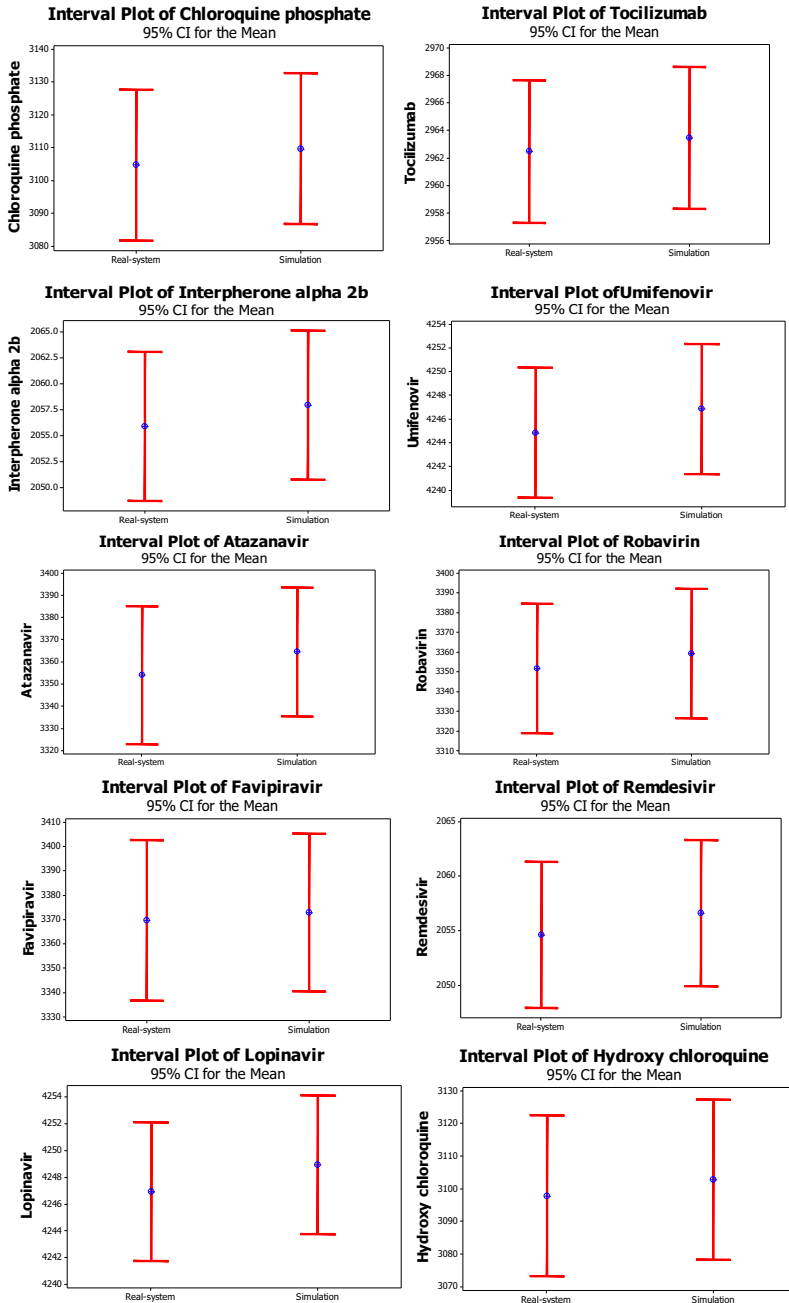 Interval Plot of Chloroquine phosphate
95% CI for the Mean
Chloroquine phosphate
3140
3130
3120
3110
3100
3090
3080
Real-system Simulation
Interval Plot of Tocilizumab
95% CI for the Mean
Tocilizumab
2970
2968
2966
2964
2962
2960
2958
2956
Real-system Simulation
Interval Plot of Interpherone alpha 2b
95% CI for the Mean
Interpherone alpha 2b
2065.0
2062.5
2060.0
2057.5
2055.0
2052.5
2050.0
Real-system Simulation
Interval Plot ofUmifenovir
95% CI for the Mean
Umifenovir
4254
4252
4250
4248
4246
4244
4242
4240
Real-system Simulation
Interval Plot of Atazanavir
95% CI for the Mean
Atazanavir
3400
3390
3380
3370
3360
3350
3340
3330
3320
Real-system Simulation
Interval Plot of Robavirin
95% CI for the Mean
Robavirin
3400
3390
3380
3370
3360
3350
3340
3330
3320
3310
Real-system Simulation
Interval Plot of Favipiravir
95% CI for the Mean
Favipiravir
3410
3400
3390
3380
3370
3360
3350
3340
3330
Real-system Simulation
Interval Plot of Remdesivir
95% CI for the Mean
Remdesivir
2065
2060
2055
2050
Real-system Simulation
Interval Plot of Lopinavir
95% CI for the Mean
Lopinavir
4254
4252
4250
4248
4246
4244
4242
4240
Real-system Simulation
Interval Plot of Hydroxy chloroquine
95% CI for the Mean
Hydroxy chloroquine
3130
3120
3110
3100
3090
3080
3070
Real-system Simulation